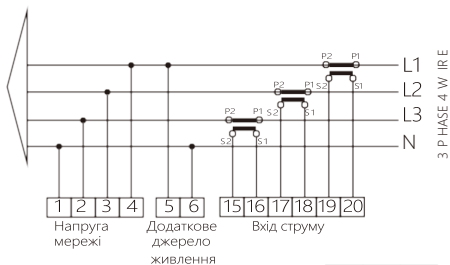 P2 P1
L1
S2 S1
P2 P1
L2
S2 S1
P2 P1
L3
S2 S1
N
3 P HASE 4 W IR E
1 2 3 4 5 6 15 16 17 18 19 20
Напруга
мережі
Додаткове
джерело
живлення
Вхід струму